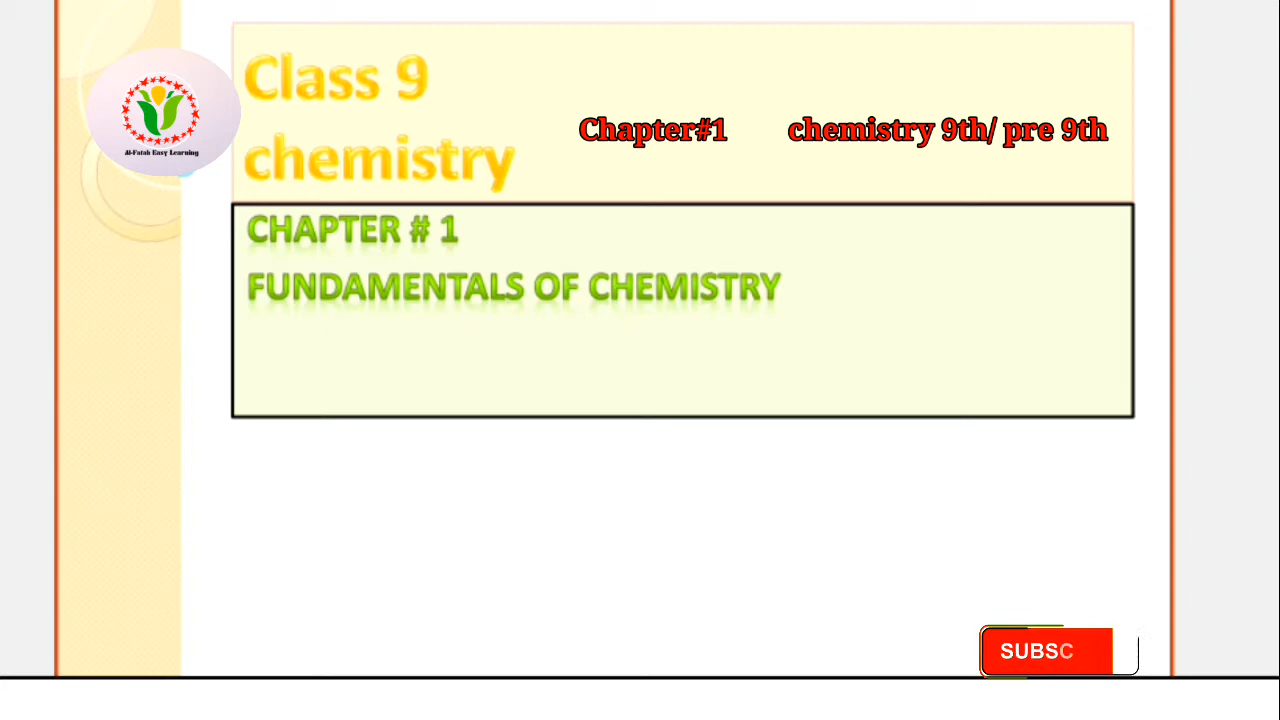 Class 9
chemistry
Chapter#1 chemistry 9th/ pre 9th
Al-Fatah Easy Learning
CHAPTER # 1
FUNDAMENTALS OF CHEMISTRY
SUBSC